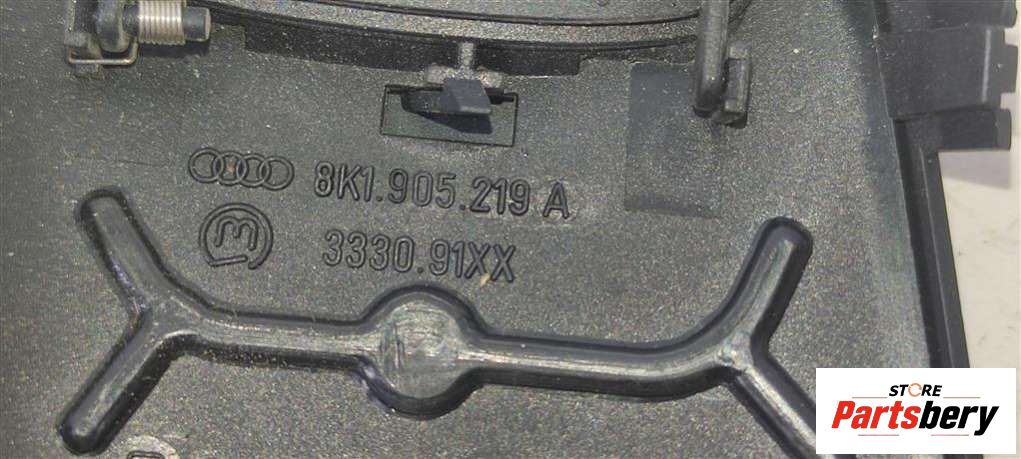 8K1.905.219 A
3330.91XX
STORE
Partsbery